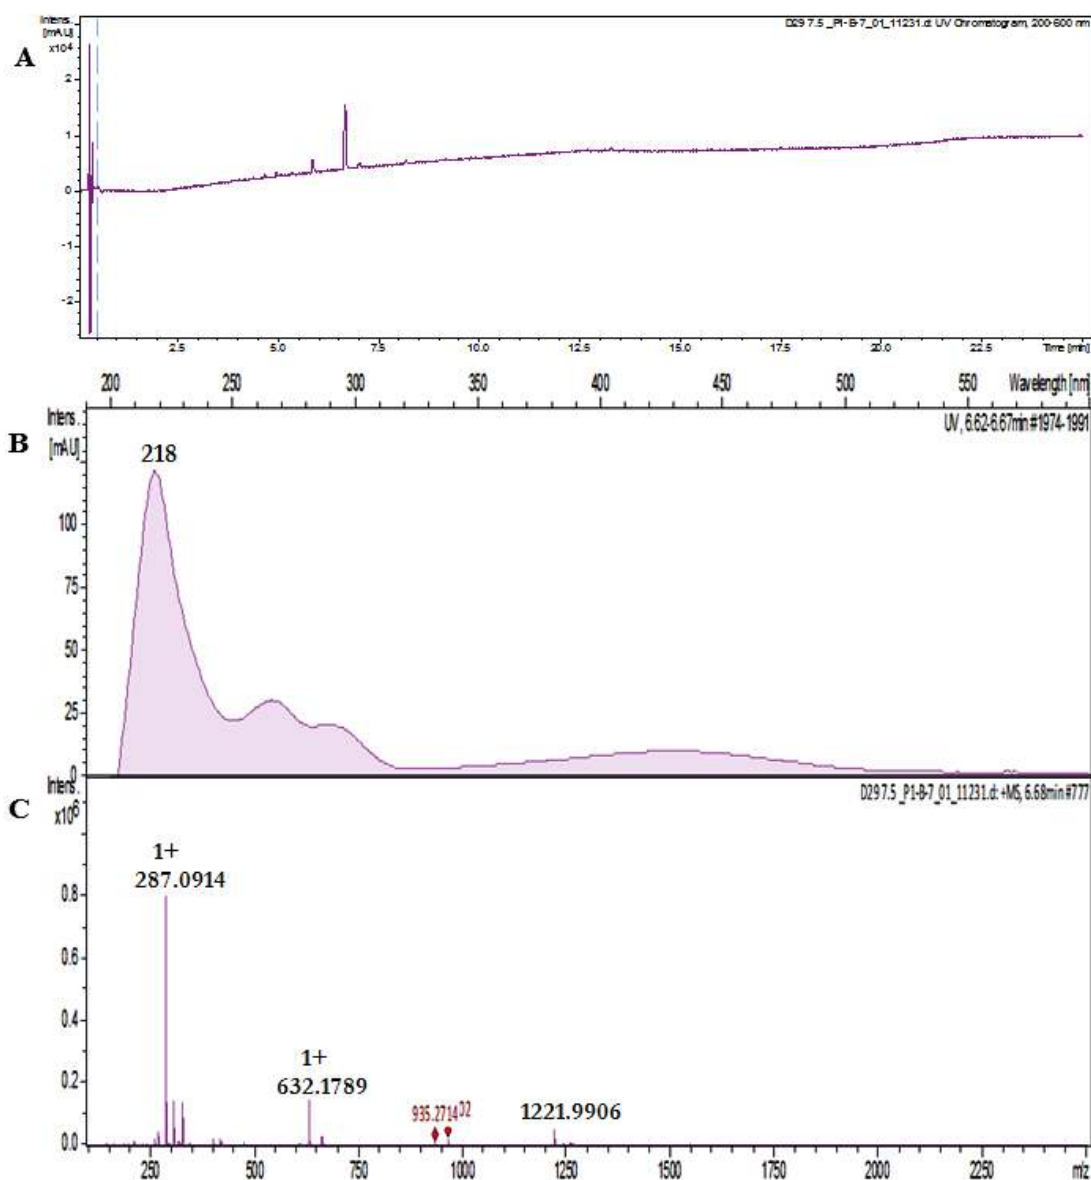 Intens.
[mAU]
x10⁴
D29 7.5 _P1-B-7_01_11231.d: UV Chromatogram, 200-600 nm
A
2
1
0
-1
-2
2.5 5.0 7.5 10.0 12.5 15.0 17.5 20.0 22.5 Time [min]
200 250 300 350 400 450 500 550 Wavelength [nm]
Intens.
[mAU]
UV, 6.62-6.67min #1974-1991
B
218
100
75
50
25
0
Intens.
x10⁶
D29 7.5 _P1-B-7_01_11231.d: +MS, 6.68min #777
C
1+
287.0914
0.8
0.6
0.4
1+
632.1789
0.2
935.2714
1221.9906
0.0
250 500 750 1000 1250 1500 1750 2000 2250 m/z